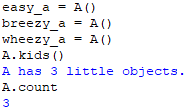 easy_a = A()
breezy_a = A()
wheezy_a = A()
A.kids()
A has 3 little objects.
A.count
3